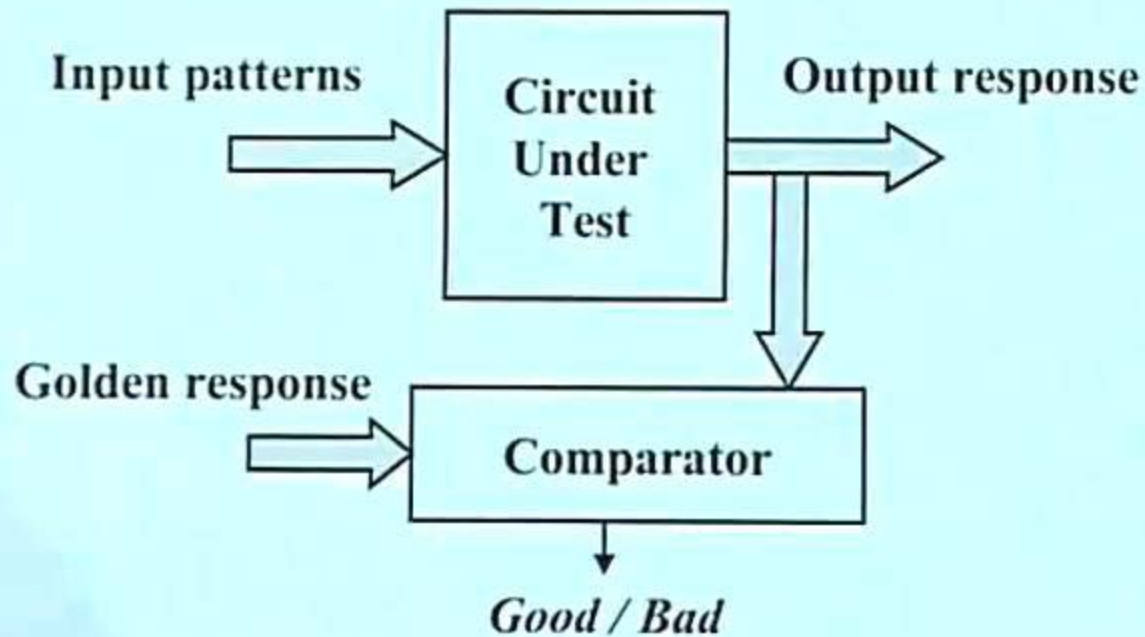 Input patterns
Circuit
Under
Test
Output response
Golden response
Comparator
Good / Bad